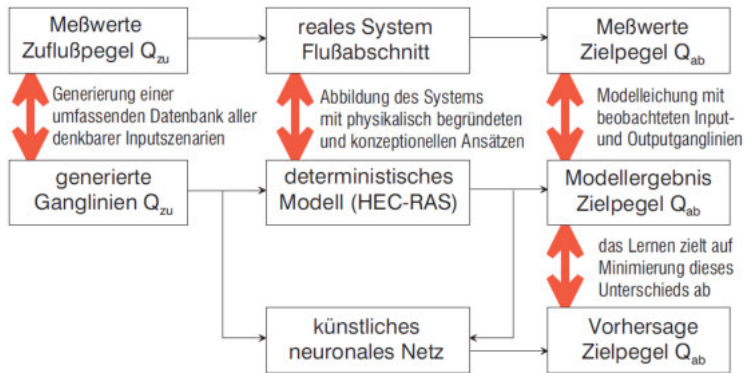 Meßwerte
Zuflußpegel Qzu
reales System
Flußabschnitt
Meßwerte
Zielpegel Qab
Generierung einer
umfassenden Datenbank aller
denkbarer Inputszenarien
Abbildung des Systems
mit physikalisch begründeten
und konzeptionellen Ansätzen
Modelleichung mit
beobachteten Input-
und Outputganglinien
generierte
Ganglinien Qzu
deterministisches
Modell (HEC-RAS)
Modellergebnis
Zielpegel Qab
das Lernen zielt auf
Minimierung dieses
Unterschieds ab
künstliches
neuronales Netz
Vorhersage
Zielpegel Qab